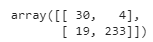 array([[ 30,   4],
       [ 19, 233]])